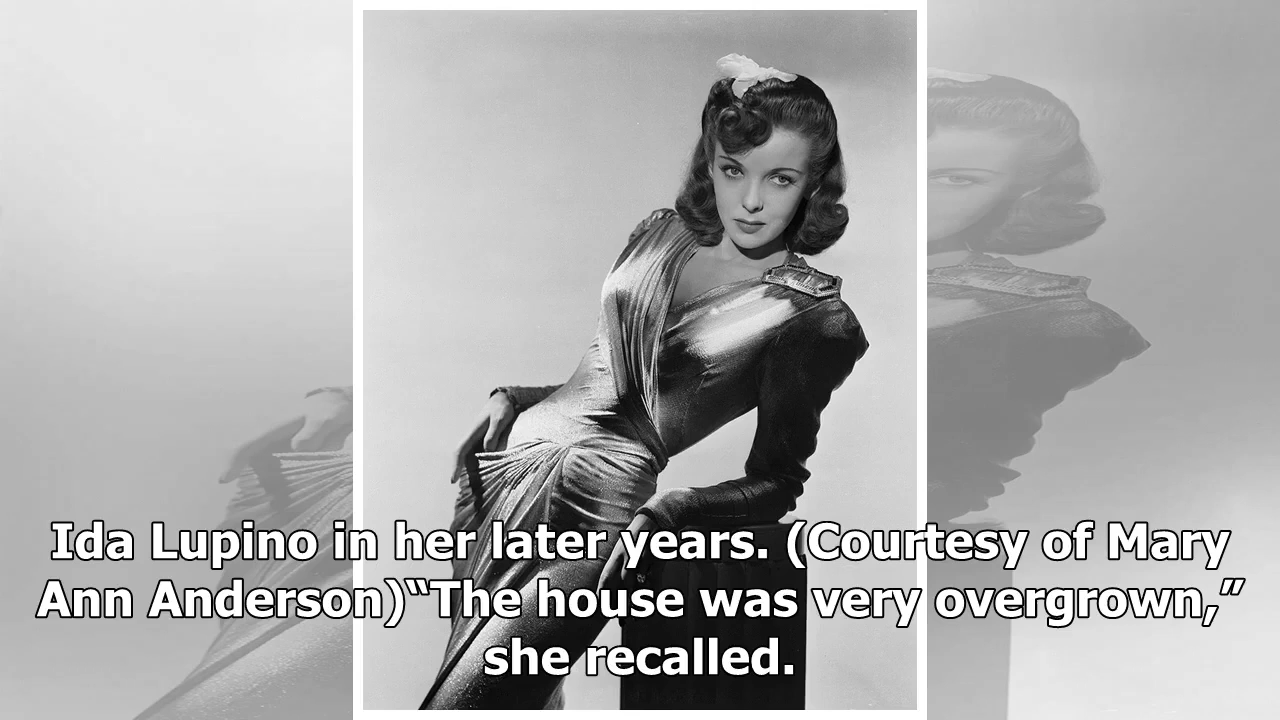 Ida Lupino in her later years. (Courtesy of Mary
Ann Anderson)“The house was very overgrown,”
she recalled.